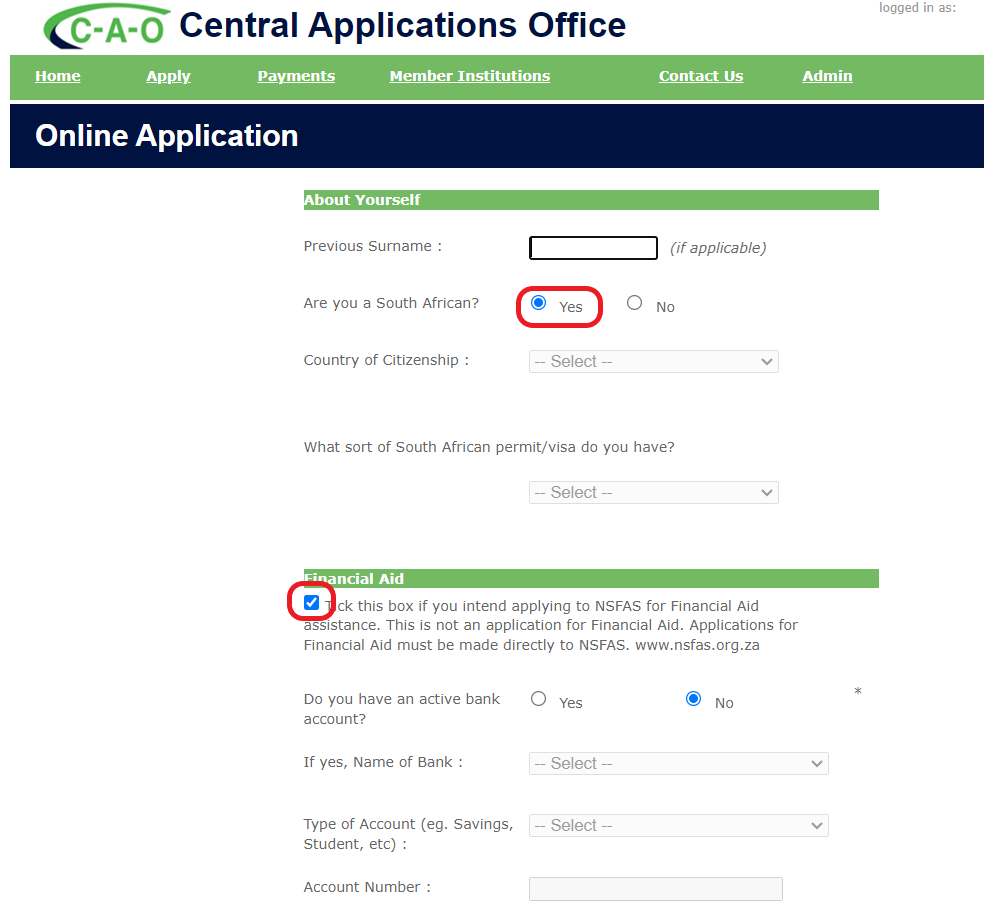 logged in as:
C-A-O Central Applications Office
Home Apply Payments Member Institutions Contact Us Admin
Online Application
About Yourself
Previous Surname : (if applicable)
Are you a South African? Yes No
Country of Citizenship : -- Select --
What sort of South African permit/visa do you have?
-- Select --
Financial Aid
Tick this box if you intend applying to NSFAS for Financial Aid
assistance. This is not an application for Financial Aid. Applications for
Financial Aid must be made directly to NSFAS. www.nsfas.org.za
Do you have an active bank Yes No *
account?
If yes, Name of Bank : -- Select --
Type of Account (eg. Savings, -- Select --
Student, etc) :
Account Number :